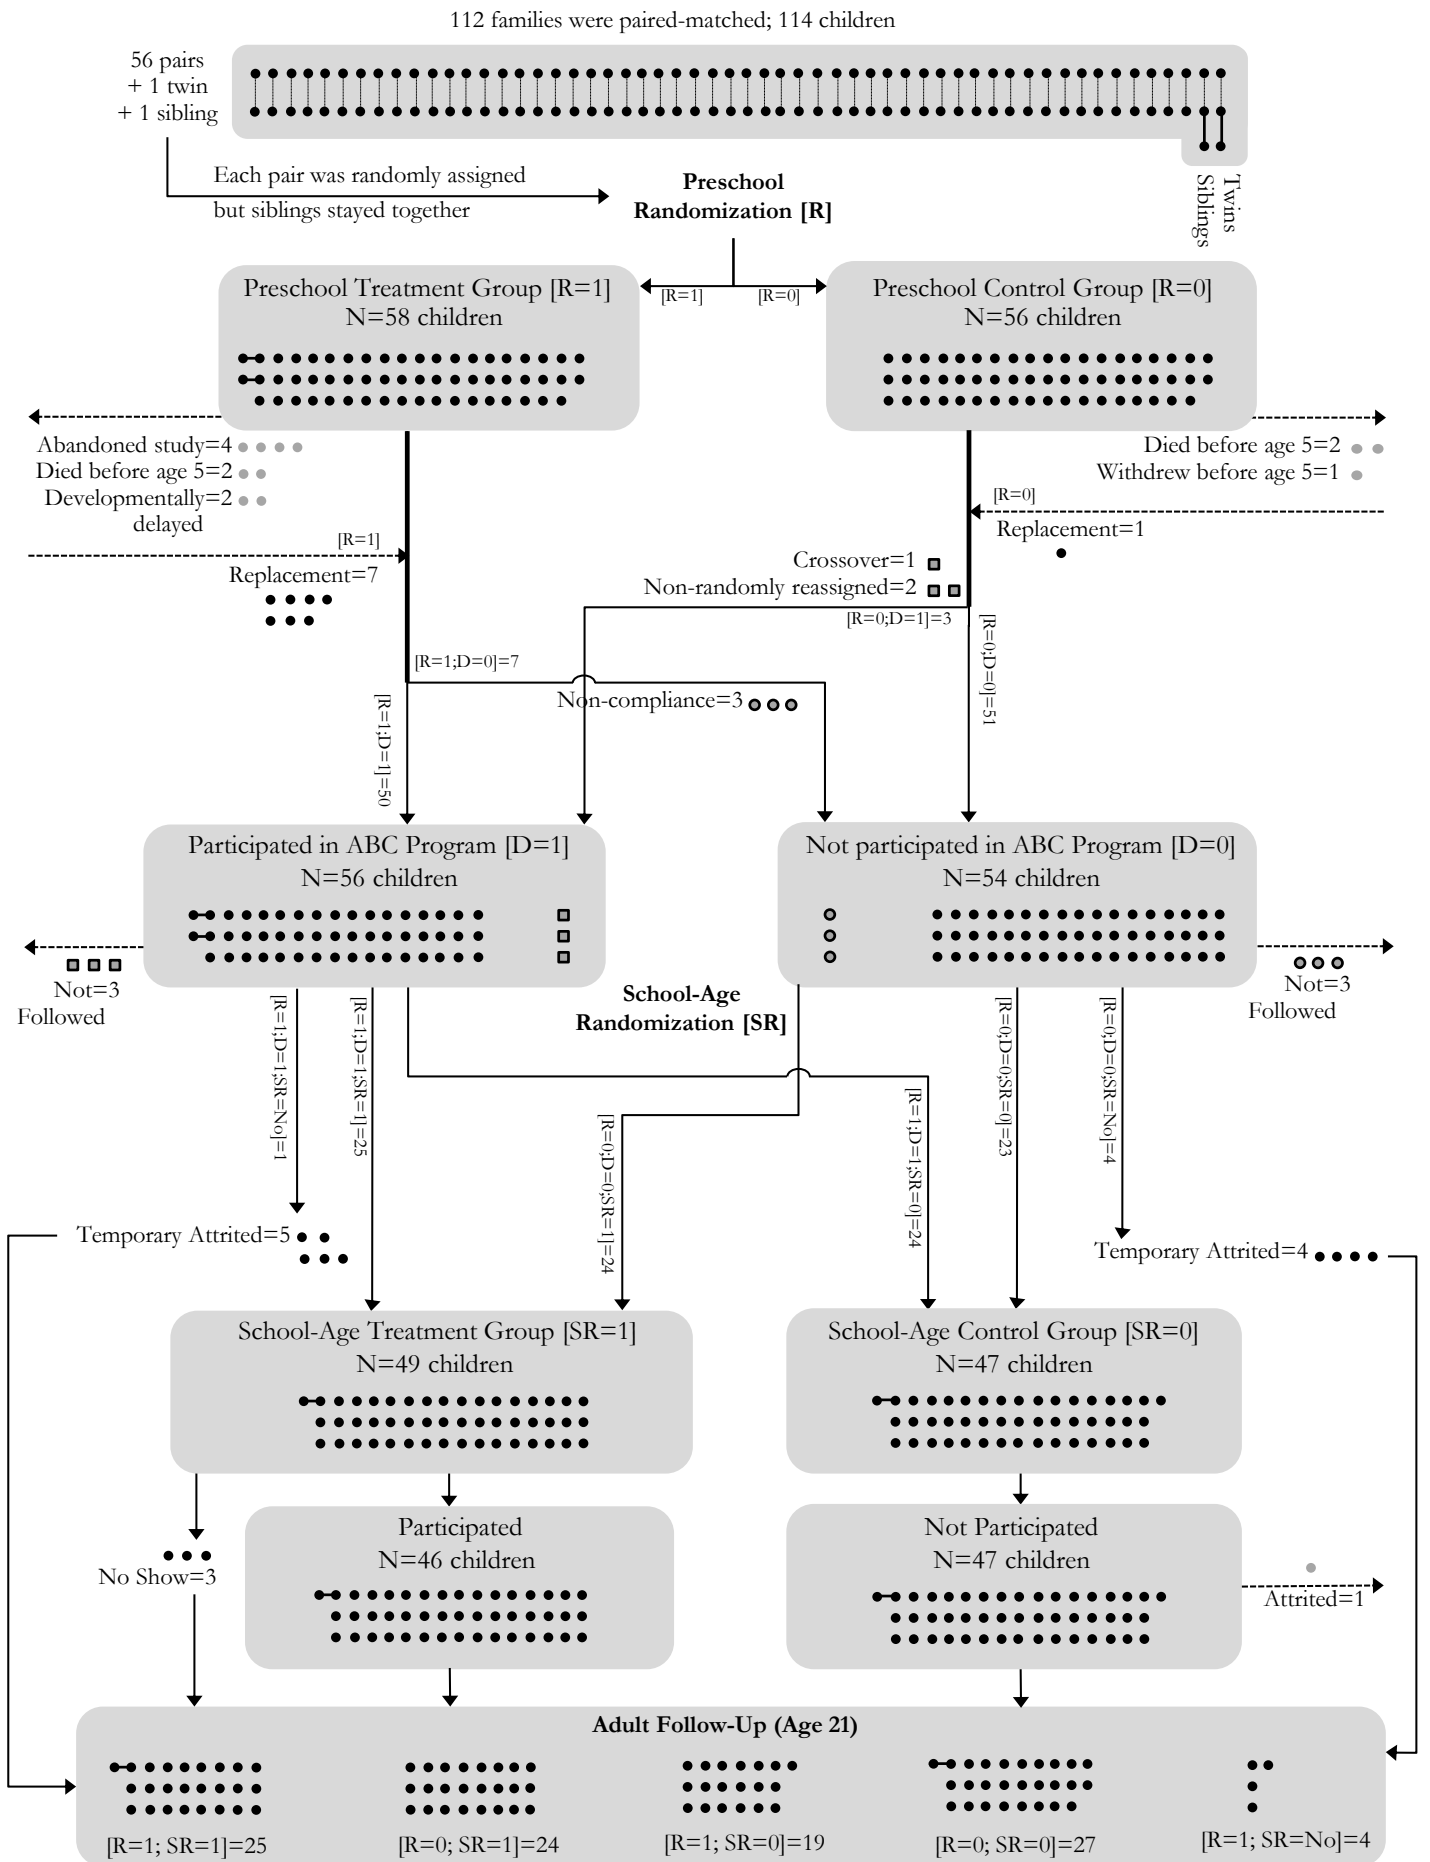 112 families were paired-matched; 114 children
56 pairs
+ 1 twin
+ 1 sibling
Each pair was randomly assigned
but siblings stayed together
Preschool
Randomization [R]
Twins
Siblings
Preschool Treatment Group [R=1]
N=58 children
[R=1]
[R=0]
Preschool Control Group [R=0]
N=56 children
Abandoned study=4
Died before age 5=2
Developmentally=2
delayed
[R=1]
Replacement=7
Died before age 5=2
Withdrew before age 5=1
[R=0]
Replacement=1
Crossover=1
Non-randomly reassigned=2
[R=0;D=1]=3
[R=0;D=0]=51
[R=1;D=0]=7
Non-compliance=3
[R=1;D=1]=50
Participated in ABC Program [D=1]
N=56 children
Not participated in ABC Program [D=0]
N=54 children
Not=3
Followed
Not=3
Followed
School-Age
Randomization [SR]
[R=1;D=1;SR=No]=1
[R=1;D=1;SR=1]=25
[R=0;D=0;SR=1]=24
[R=1;D=1;SR=0]=24
[R=0;D=0;SR=0]=23
[R=0;D=0;SR=No]=4
Temporary Attrited=5
Temporary Attrited=4
School-Age Treatment Group [SR=1]
N=49 children
School-Age Control Group [SR=0]
N=47 children
Participated
N=46 children
Not Participated
N=47 children
No Show=3
Attrited=1
Adult Follow-Up (Age 21)
[R=1; SR=1]=25
[R=0; SR=1]=24
[R=1; SR=0]=19
[R=0; SR=0]=27
[R=1; SR=No]=4